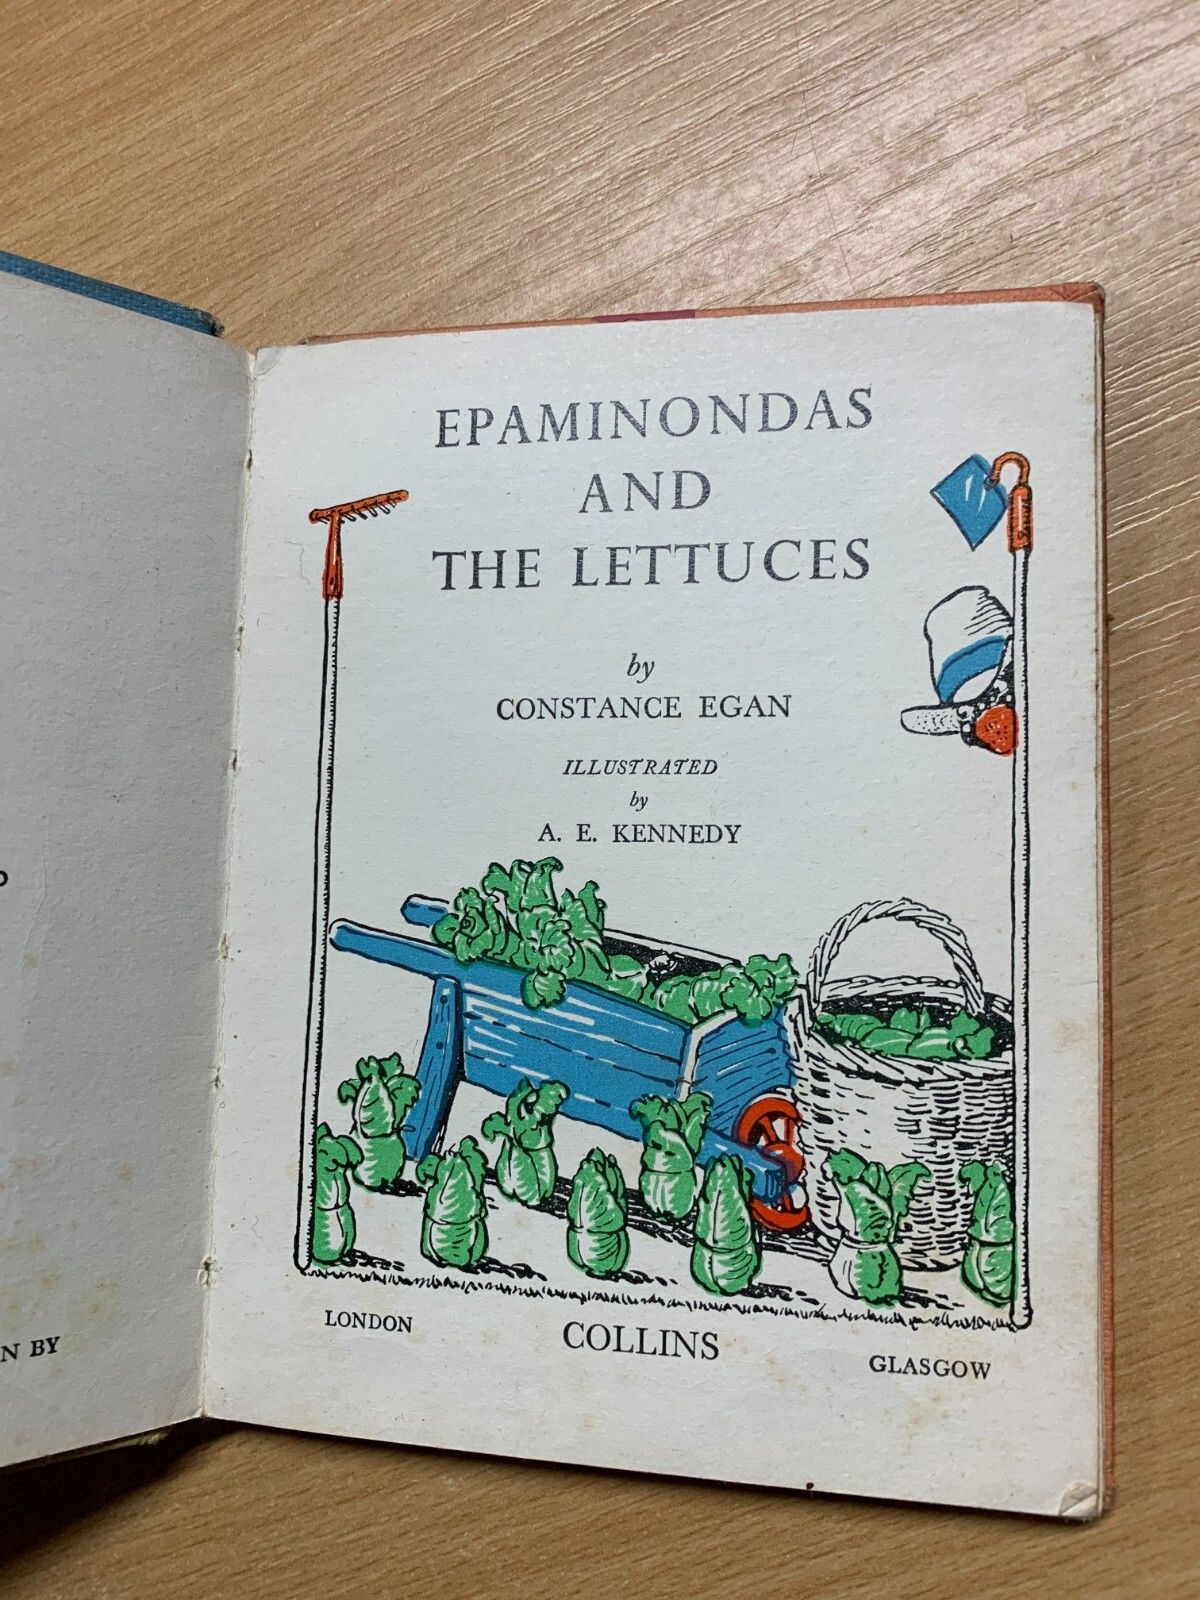 EPAMINONDAS
AND
THE LETTUCES
by
CONSTANCE EGAN
ILLUSTRATED
by
A. E. KENNEDY
LONDON
COLLINS
GLASGOW
N BY